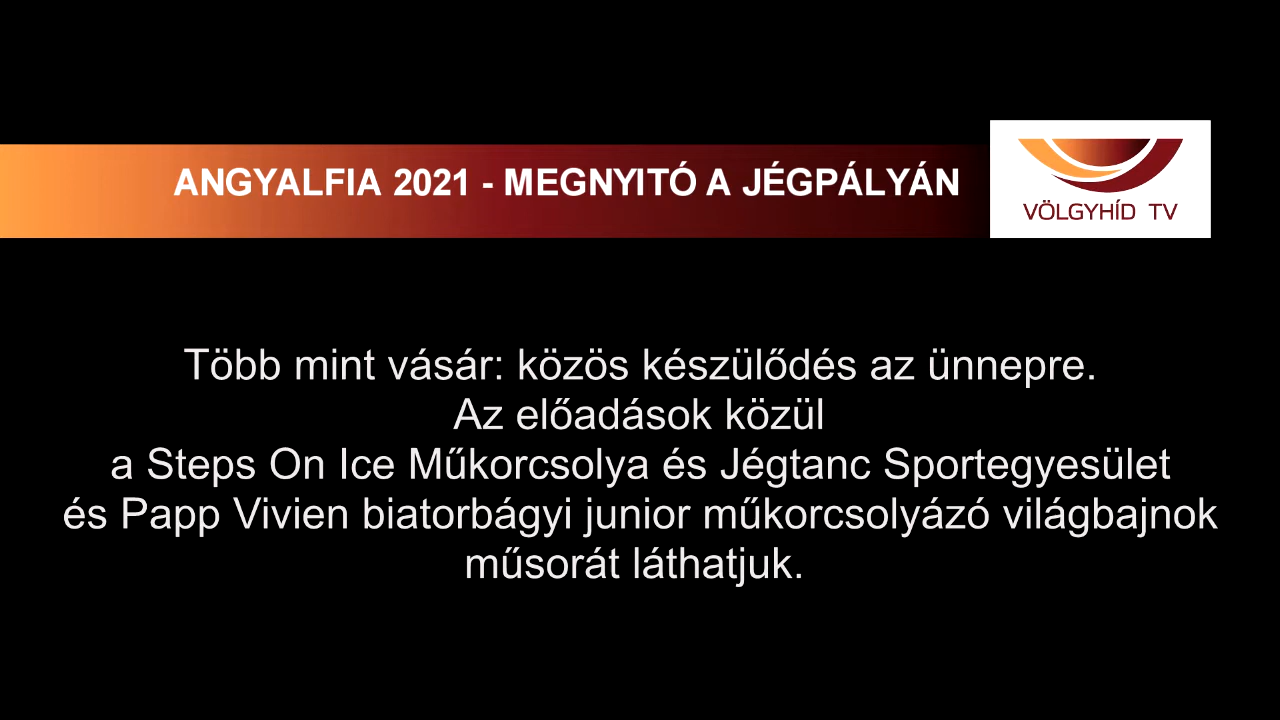 ANGYALFIA 2021 - MEGNYITÓ A JÉGPÁLYÁN
VÖLGYHÍD TV
Több mint vásár: közös készülődés az ünnepre.
Az előadások közül
a Steps On Ice Műkorcsolya és Jégtanc Sportegyesület
és Papp Vivien biatorbágyi junior műkorcsolyázó világbajnok
műsorát láthatjuk.